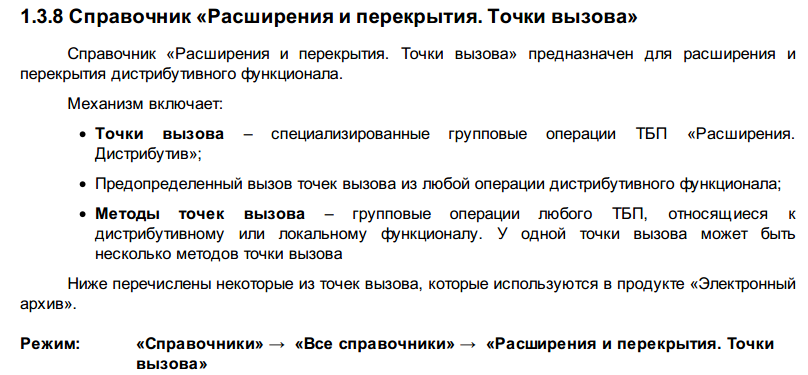 1.3.8 Справочник «Расширения и перекрытия. Точки вызова»
Справочник «Расширения и перекрытия. Точки вызова» предназначен для расширения и
перекрытия дистрибутивного функционала.
Механизм включает:
• Точки вызова – специализированные групповые операции ТБП «Расширения.
Дистрибутив»;
• Предопределенный вызов точек вызова из любой операции дистрибутивного функционала;
• Методы точек вызова – групповые операции любого ТБП, относящиеся к
дистрибутивному или локальному функционалу. У одной точки вызова может быть
несколько методов точки вызова
Ниже перечислены некоторые из точек вызова, которые используются в продукте «Электронный
архив».
Режим: «Справочники» → «Все справочники» → «Расширения и перекрытия. Точки
вызова»